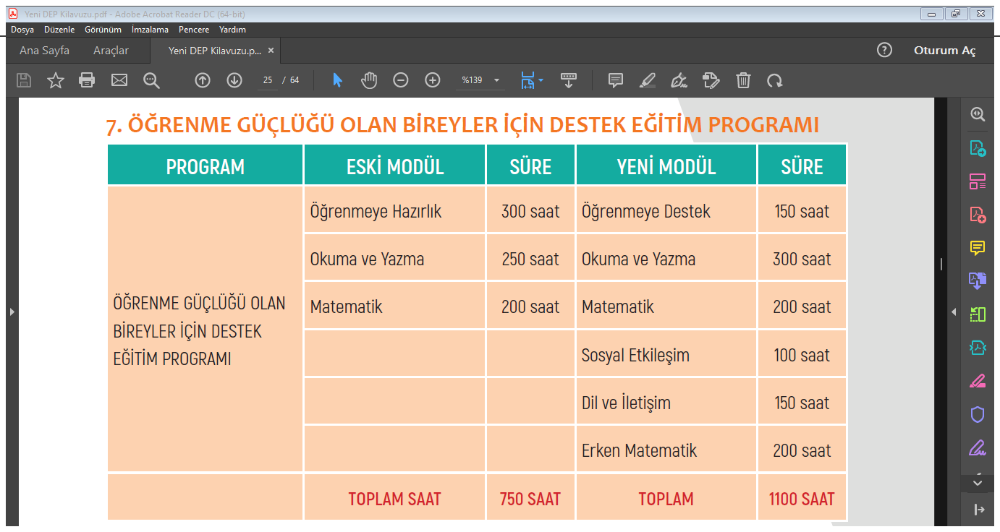 Yeni DEP Kilavuzu.pdf - Adobe Acrobat Reader DC (64-bit)
Dosya Düzenle Görünüm İmzalama Pencere Yardım
Ana Sayfa Araçlar Yeni DEP Kilavuzu.p... × ? Oturum Aç
25 / 64 %139
7. ÖĞRENME GÜÇLÜĞÜ OLAN BİREYLER İÇİN DESTEK EĞİTİM PROGRAMI
PROGRAM ESKİ MODÜL SÜRE YENİ MODÜL SÜRE
Öğrenmeye Hazırlık 300 saat Öğrenmeye Destek 150 saat
Okuma ve Yazma 250 saat Okuma ve Yazma 300 saat
ÖĞRENME GÜÇLÜĞÜ OLAN
BİREYLER İÇİN DESTEK
EĞİTİM PROGRAMI
Matematik 200 saat Matematik 200 saat
Sosyal Etkileşim 100 saat
Dil ve İletişim 150 saat
Erken Matematik 200 saat
TOPLAM SAAT 750 SAAT TOPLAM 1100 SAAT